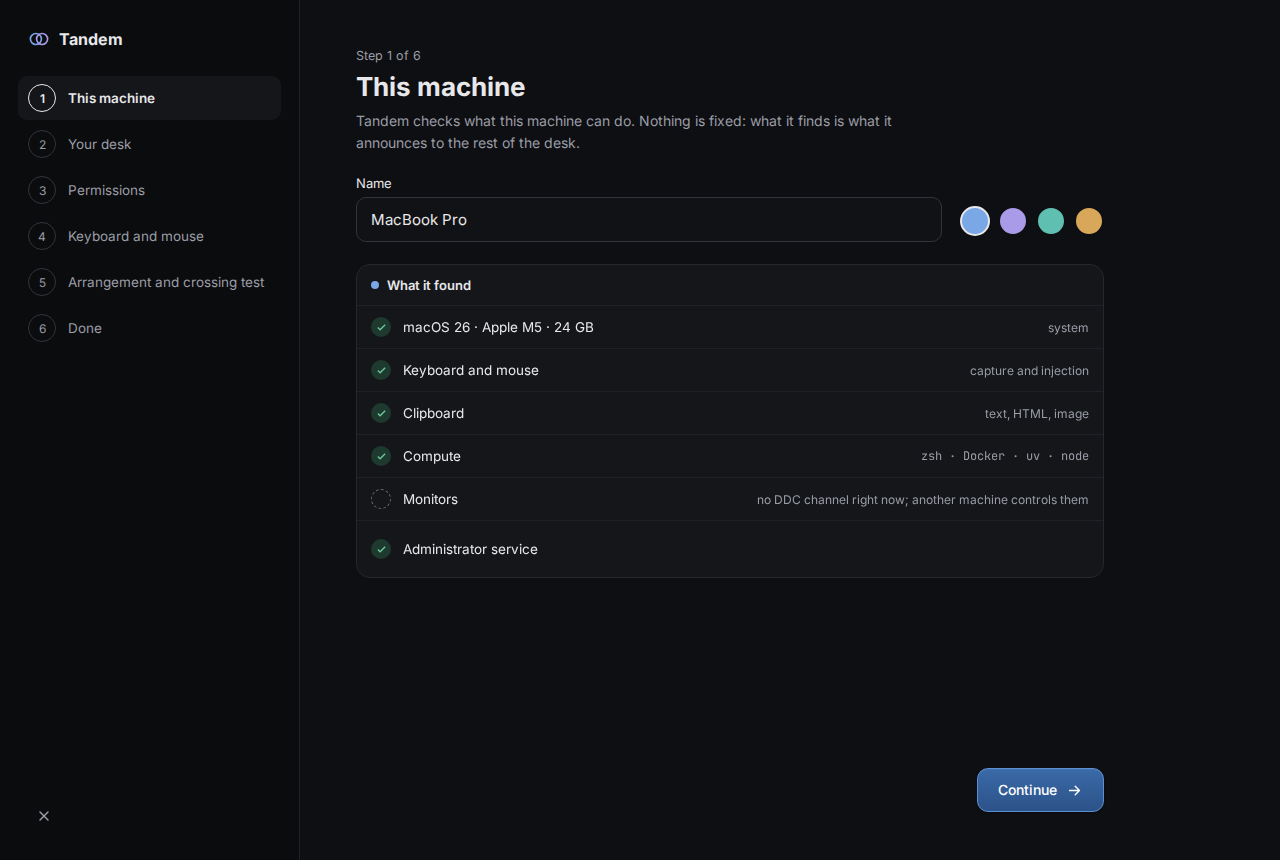 Tandem
1 This machine
2 Your desk
3 Permissions
4 Keyboard and mouse
5 Arrangement and crossing test
6 Done
Step 1 of 6
This machine
Tandem checks what this machine can do. Nothing is fixed: what it finds is what it
announces to the rest of the desk.
Name
MacBook Pro
What it found
macOS 26 · Apple M5 · 24 GB system
Keyboard and mouse capture and injection
Clipboard text, HTML, image
Compute zsh · Docker · uv · node
Monitors no DDC channel right now; another machine controls them
Administrator service
Continue →